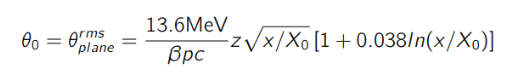 θ₀ = θ_plane^rms = 13.6MeV/βpc z√x/X₀ [1 + 0.038ln(x/X₀)]